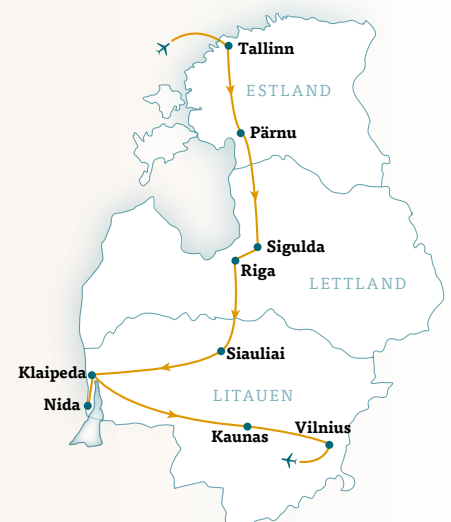 Tallinn
ESTLAND
Pärnu
Sigulda
Riga
LETTLAND
Siauliai
Klaipeda
LITAUEN
Nida
Vilnius
Kaunas